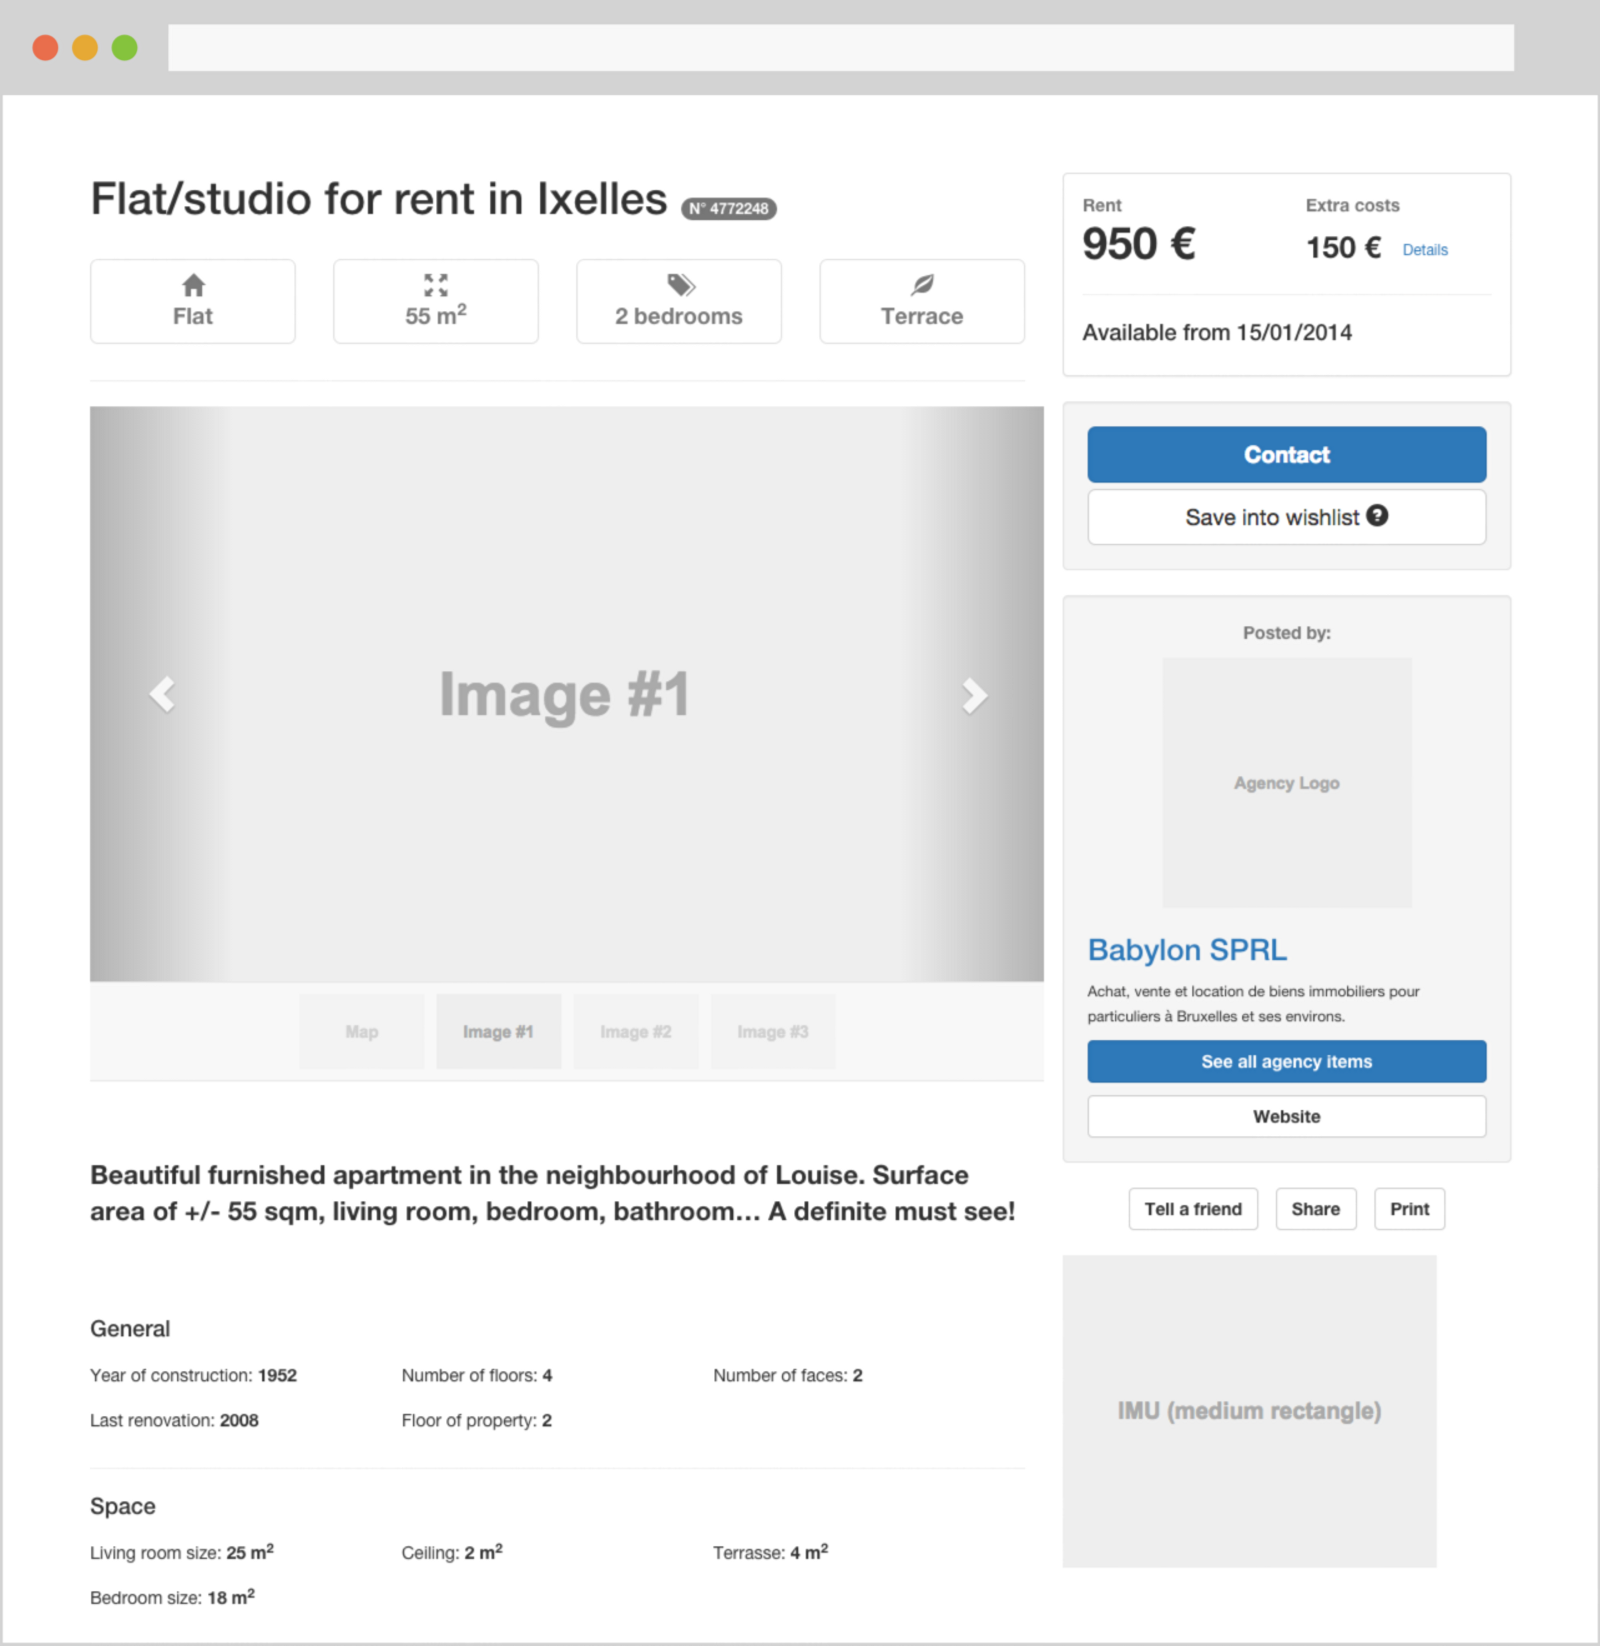 Flat/studio for rent in Ixelles N° 4772248
Flat
55 m²
2 bedrooms
Terrace
Image #1
Map
Image #1
Image #2
Image #3
Beautiful furnished apartment in the neighbourhood of Louise. Surface
area of +/- 55 sqm, living room, bedroom, bathroom... A definite must see!
General
Year of construction: 1952
Number of floors: 4
Number of faces: 2
Last renovation: 2008
Floor of property: 2
Space
Living room size: 25 m²
Ceiling: 2 m²
Terrasse: 4 m²
Bedroom size: 18 m²
Rent
Extra costs
950 €
150 € Details
Available from 15/01/2014
Contact
Save into wishlist ?
Posted by:
Agency Logo
Babylon SPRL
Achat, vente et location de biens immobiliers pour
particuliers à Bruxelles et ses environs.
See all agency items
Website
Tell a friend
Share
Print
IMU (medium rectangle)